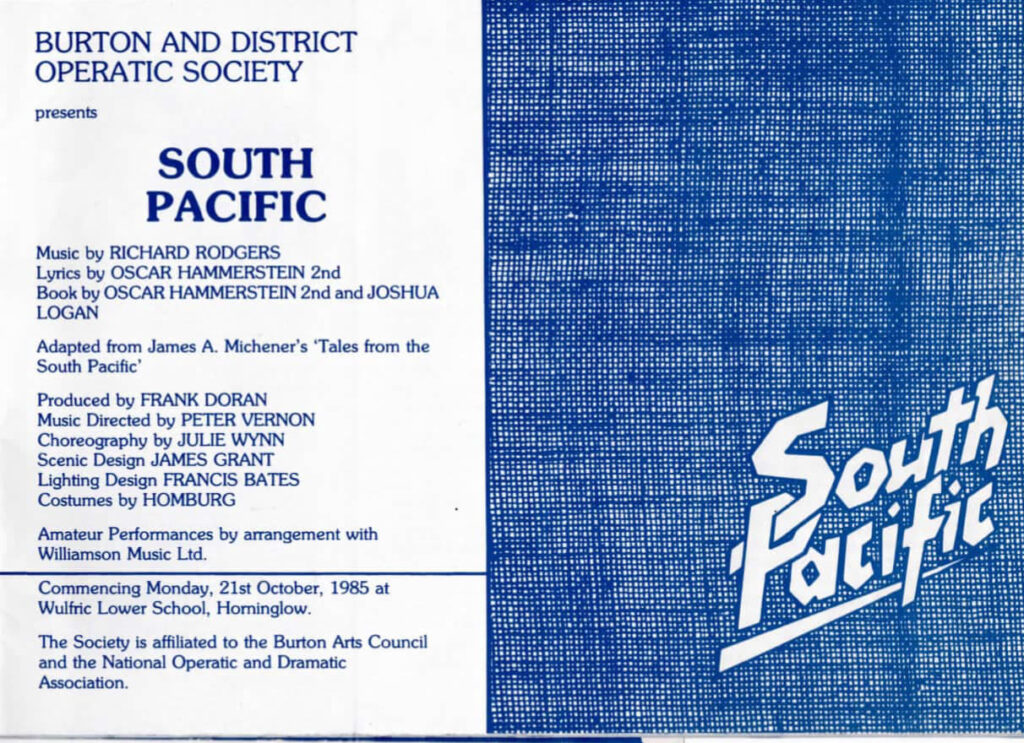 BURTON AND DISTRICT
OPERATIC SOCIETY
presents
SOUTH
PACIFIC
Music by RICHARD RODGERS
Lyrics by OSCAR HAMMERSTEIN 2nd
Book by OSCAR HAMMERSTEIN 2nd and JOSHUA
LOGAN
Adapted from James A. Michener's 'Tales from the
South Pacific'
Produced by FRANK DORAN
Music Directed by PETER VERNON
Choreography by JULIE WYNN
Scenic Design JAMES GRANT
Lighting Design FRANCIS BATES
Costumes by HOMBURG
Amateur Performances by arrangement with
Williamson Music Ltd.
Commencing Monday, 21st October, 1985 at
Wulfric Lower School, Horninglow.
The Society is affiliated to the Burton Arts Council
and the National Operatic and Dramatic
Association.
South
Pacific